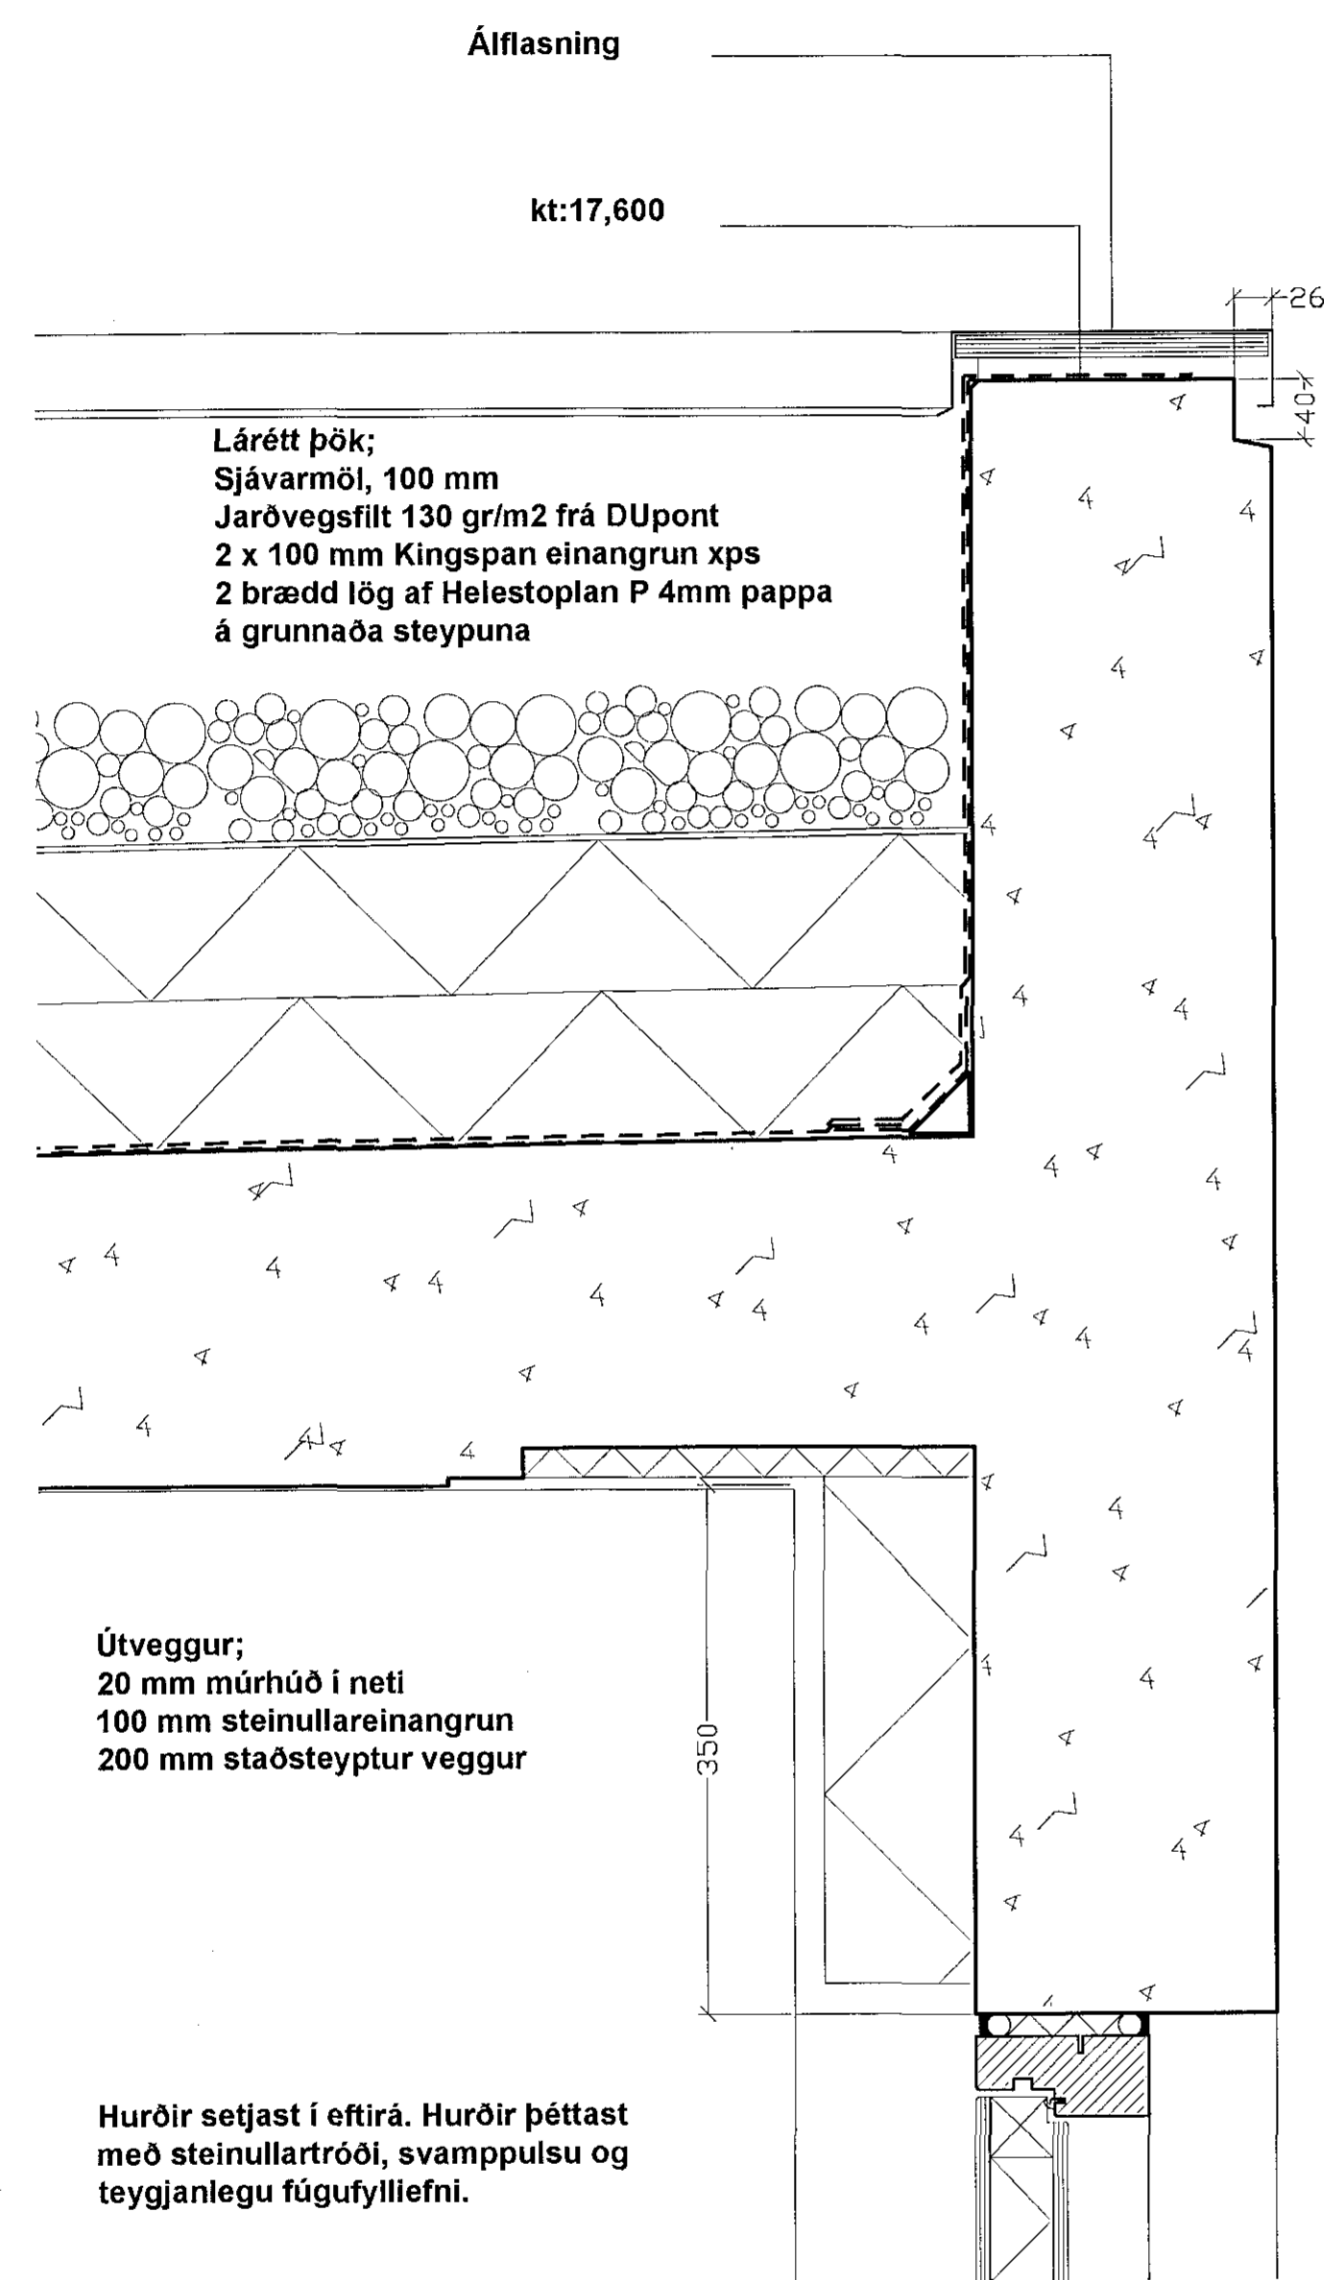 Álflasning
kt:17,600
26
40
Lárétt þök;
Sjávarmöl, 100 mm
Jarðvegsfilt 130 gr/m2 frá DUpont
2 x 100 mm Kingspan einangrun xps
2 brædd lög af Helestoplan P 4mm pappa
á grunnaða steypuna
Útveggur;
20 mm múrhúð í neti
100 mm steinullareinangrun
200 mm staðsteyptur veggur
350
Hurðir setjast í eftirá. Hurðir þéttast
með steinullartróði, svamppulsu og
teygjanlegu fúgufylliefni.